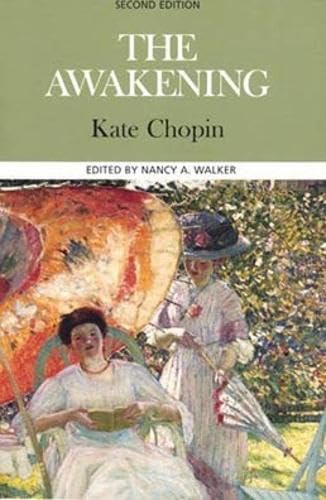 SECOND EDITION
THE
AWAKENING
Kate Chopin
EDITED BY NANCY A. WALKER